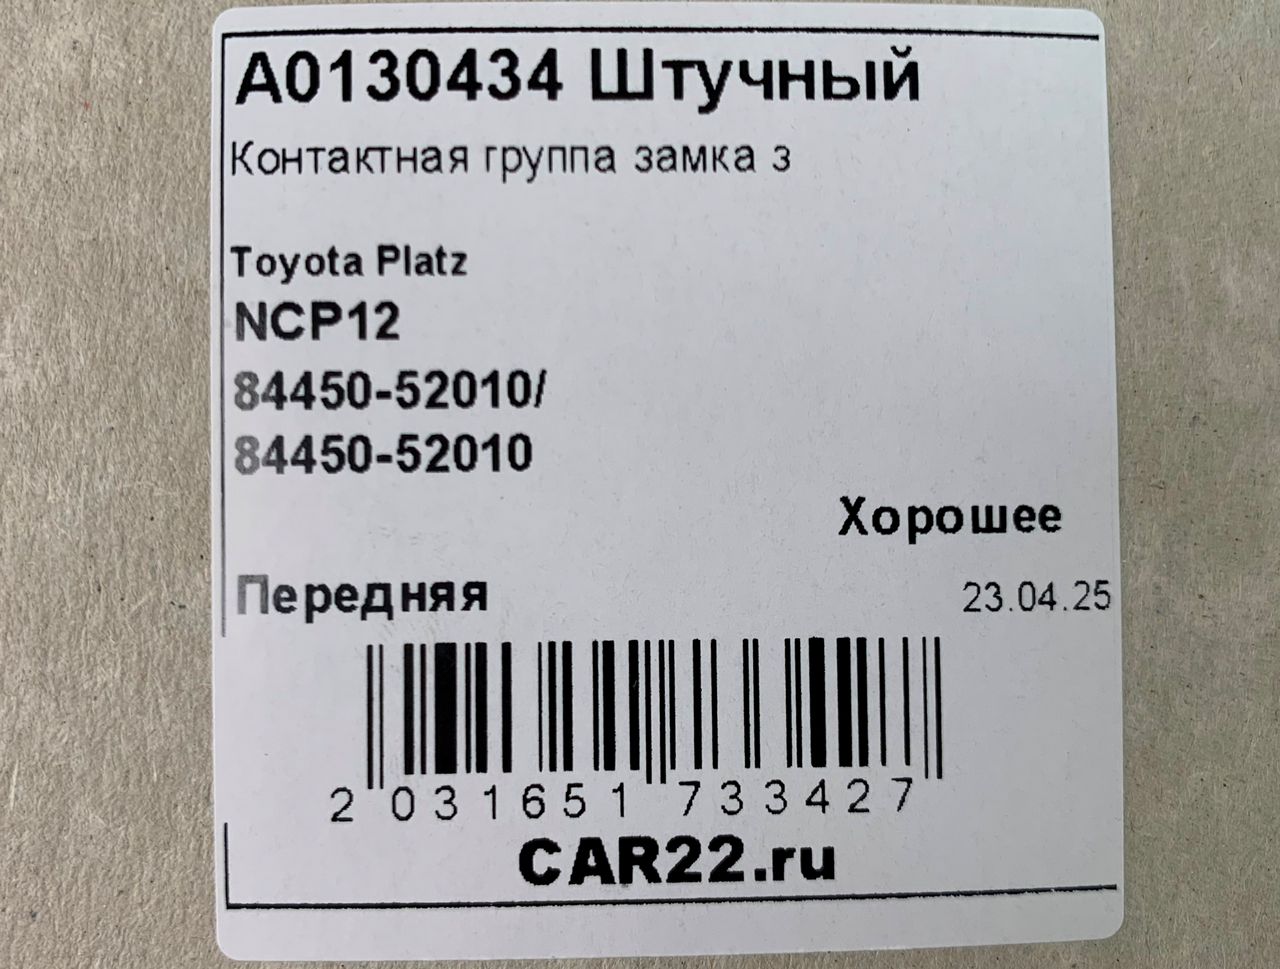 A0130434 Штучный
Контактная группа замка з
Toyota Platz
NCP12
84450-52010/
84450-52010
Хорошее
Передняя
23.04.25
2 031651 733427
CAR22.ru